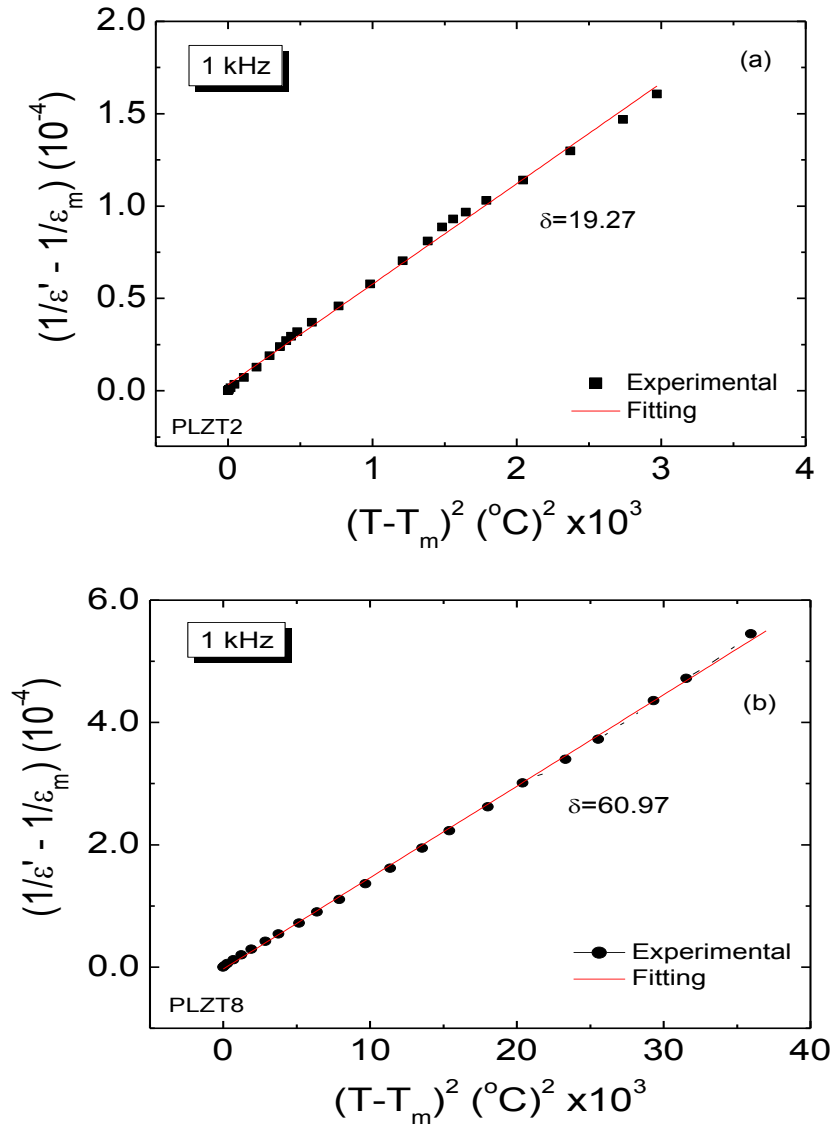 2.0
1 kHz
(a)
1.5
(1/ε' - 1/ε_m) (10^-4)
1.0
δ=19.27
0.5
Experimental
0.0
Fitting
PLZT2
0 1 2 3 4
(T-T_m)^2 (°C)^2 x10^3
6.0
1 kHz
(b)
4.0
(1/ε' - 1/ε_m) (10^-4)
δ=60.97
2.0
Experimental
0.0
Fitting
PLZT8
0 10 20 30 40
(T-T_m)^2 (°C)^2 x10^3